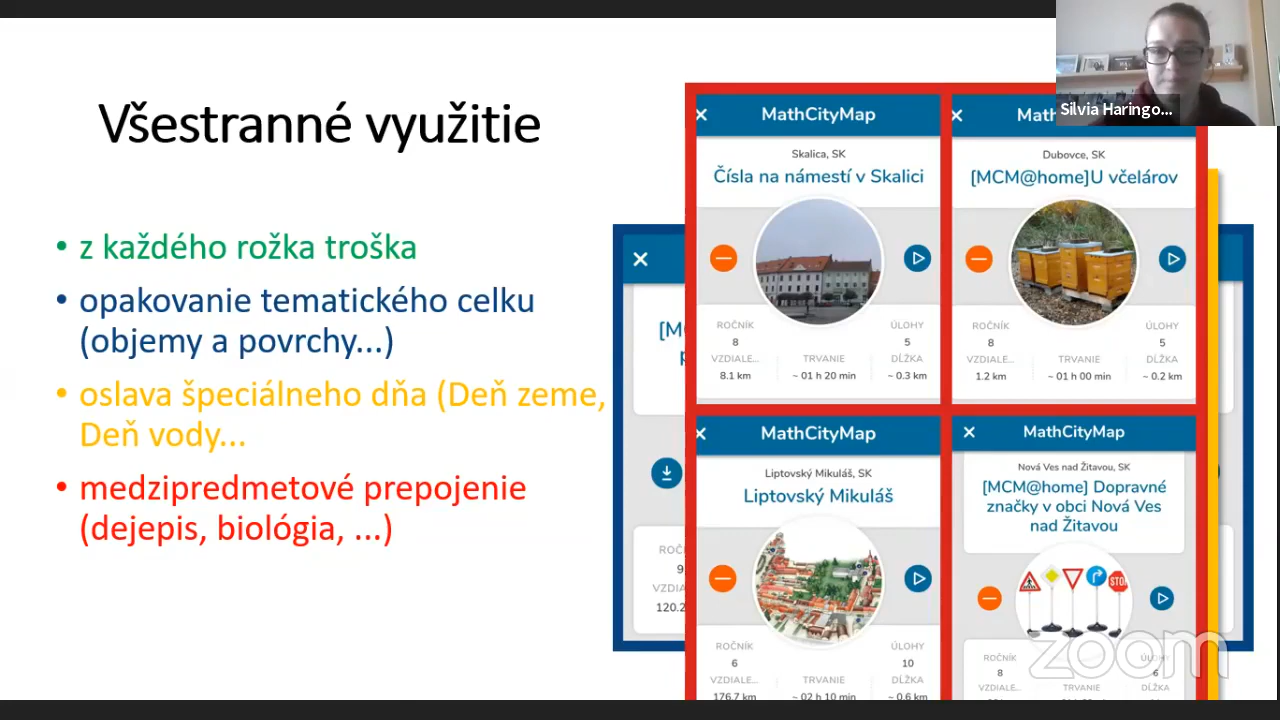 Všestranné využitie
• z každého rožka troška
• opakovanie tematického celku
(objemy a povrchy...)
• oslava špeciálneho dňa (Deň zeme,
Deň vody...
• medzipredmetové prepojenie
(dejepis, biológia, ...)
Silvia Haringo...
MathCityMap
Skalica, SK
Čísla na námestí v Skalici
ROČNÍK
8
ÚLOHY
5
VZDIALE...
8.1 km
TRVANIE
~ 01 h 20 min
DĹŽKA
~ 0.3 km
Dubovce, SK
[MCM@home]U včelárov
ROČNÍK
8
ÚLOHY
5
VZDIALE...
1.2 km
TRVANIE
~ 01 h 00 min
DĹŽKA
~ 0.2 km
MathCityMap
Liptovský Mikuláš, SK
Liptovský Mikuláš
ROČNÍK
6
ÚLOHY
10
VZDIALE...
176.7 km
TRVANIE
~ 02 h 10 min
DĹŽKA
~ 0.6 km
MathCityMap
Nová Ves nad Žitavou, SK
[MCM@home] Dopravné
značky v obci Nová Ves
nad Žitavou
STOP
ROČNÍK
8
ÚLOHY
6
VZDIALE...
TRVANIE
DĹŽKA
zoom